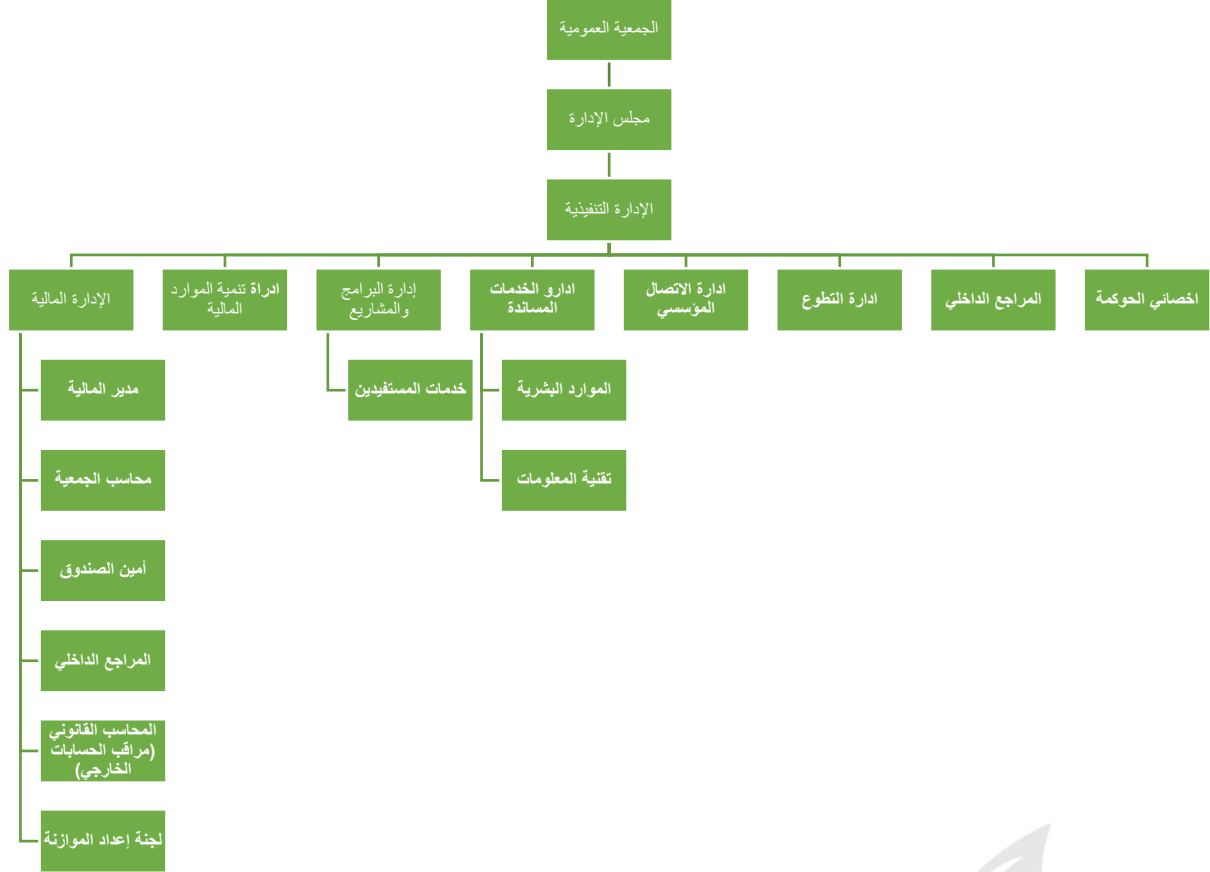 الجمعية العمومية
مجلس الإدارة
الإدارة التنفيذية
اخصائي الحوكمة
المراجع الداخلي
ادارة التطوع
ادارة الاتصال
المؤسسي
ادارو الخدمات
المساندة
إدارة البرامج
والمشاريع
ادراة تنمية الموارد
المالية
الإدارة المالية
الموارد البشرية
تقنية المعلومات
خدمات المستفيدين
مدير المالية
محاسب الجمعية
أمين الصندوق
المراجع الداخلي
المحاسب القانوني
(مراقب الحسابات
الخارجي)
لجنة إعداد الموازنة